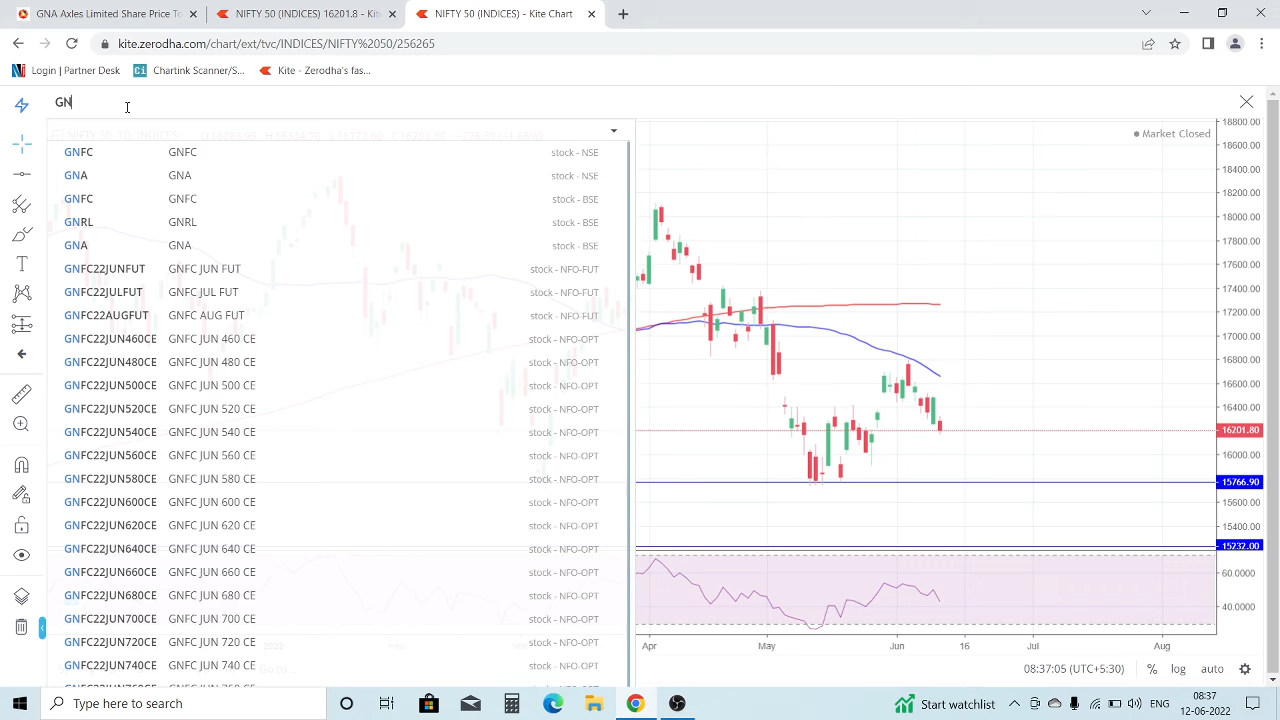 GNA Share Price T
Kite Chart
Kite Chart
Nifty 50 Share Price
kite.zerodha.com/chart/ext/tvc/INDICES/NIFTY%2050/256265
Login | Partner Desk
Chartink Scanner/S...
Kite - Zerodha's fas...
GN
NIFTY 50, 1D, INDICES
Market Closed
GNFC GNFC stock - NSE
GNA GNA stock - NSE
GNFC GNFC stock - BSE
GNRL GNRL stock - BSE
GNA GNA stock - BSE
GNFC22JUNFUT GNFC JUN FUT stock - NFO-FUT
GNFC22JULFUT GNFC JUL FUT stock - NFO-FUT
GNFC22AUGFUT GNFC AUG FUT stock - NFO-FUT
GNFC22JUN460CE GNFC JUN 460 CE stock - NFO-OPT
GNFC22JUN480CE GNFC JUN 480 CE stock - NFO-OPT
GNFC22JUN500CE GNFC JUN 500 CE stock - NFO-OPT
GNFC22JUN520CE GNFC JUN 520 CE stock - NFO-OPT
GNFC22JUN540CE GNFC JUN 540 CE stock - NFO-OPT
GNFC22JUN560CE GNFC JUN 560 CE stock - NFO-OPT
GNFC22JUN580CE GNFC JUN 580 CE stock - NFO-OPT
GNFC22JUN600CE GNFC JUN 600 CE stock - NFO-OPT
GNFC22JUN620CE GNFC JUN 620 CE stock - NFO-OPT
GNFC22JUN640CE GNFC JUN 640 CE stock - NFO-OPT
GNFC22JUN660CE GNFC JUN 660 CE stock - NFO-OPT
GNFC22JUN680CE GNFC JUN 680 CE stock - NFO-OPT
GNFC22JUN700CE GNFC JUN 700 CE stock - NFO-OPT
GNFC22JUN720CE GNFC JUN 720 CE stock - NFO-OPT
GNFC22JUN740CE GNFC JUN 740 CE stock - NFO-OPT
18800.00
18600.00
18400.00
18200.00
18000.00
17800.00
17600.00
17400.00
17200.00
17000.00
16800.00
16600.00
16400.00
16201.80
16000.00
15766.90
15600.00
15400.00
15232.00
60.0000
40.0000
2022 Apr May Jun 16 Jul Aug
Go to...
08:37:05 (UTC+5:30) % log auto
Type here to search
Start watchlist
08:37
12-06-2022